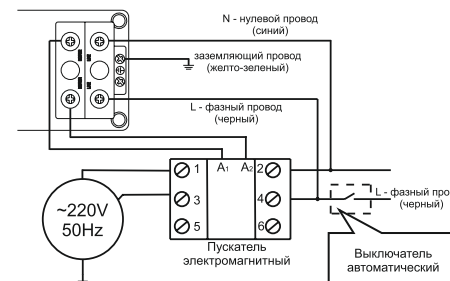 N - нулевой провод
(синий)
заземляющий провод
(желто-зеленый)
L - фазный провод
(черный)
1 A1 A2 2
3 4
5 6
~220V
50Hz
L - фазный про
(черный)
Пускатель
электромагнитный
Выключатель
автоматический